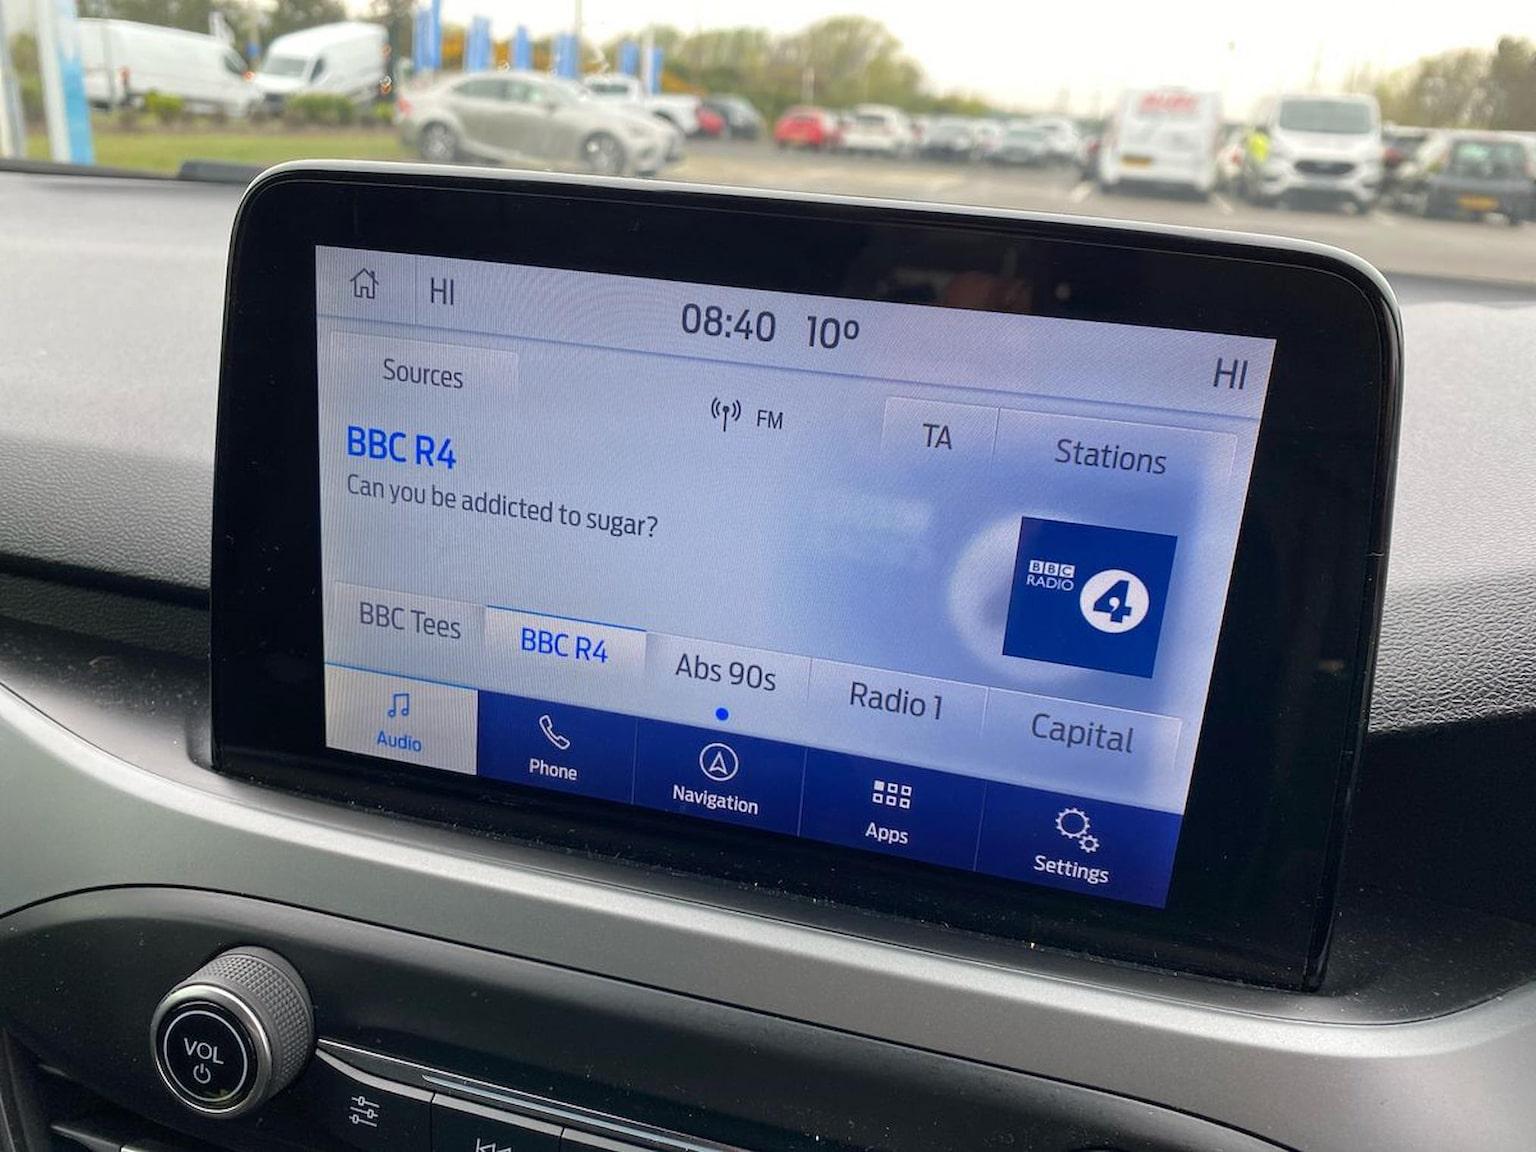 HI
08:40 10º
HI
Sources
FM
TA
Stations
BBC R4
Can you be addicted to sugar?
BBC
RADIO
4
BBC Tees
BBC R4
Abs 90s
Radio 1
Capital
Audio
Phone
Navigation
Apps
Settings
VOL